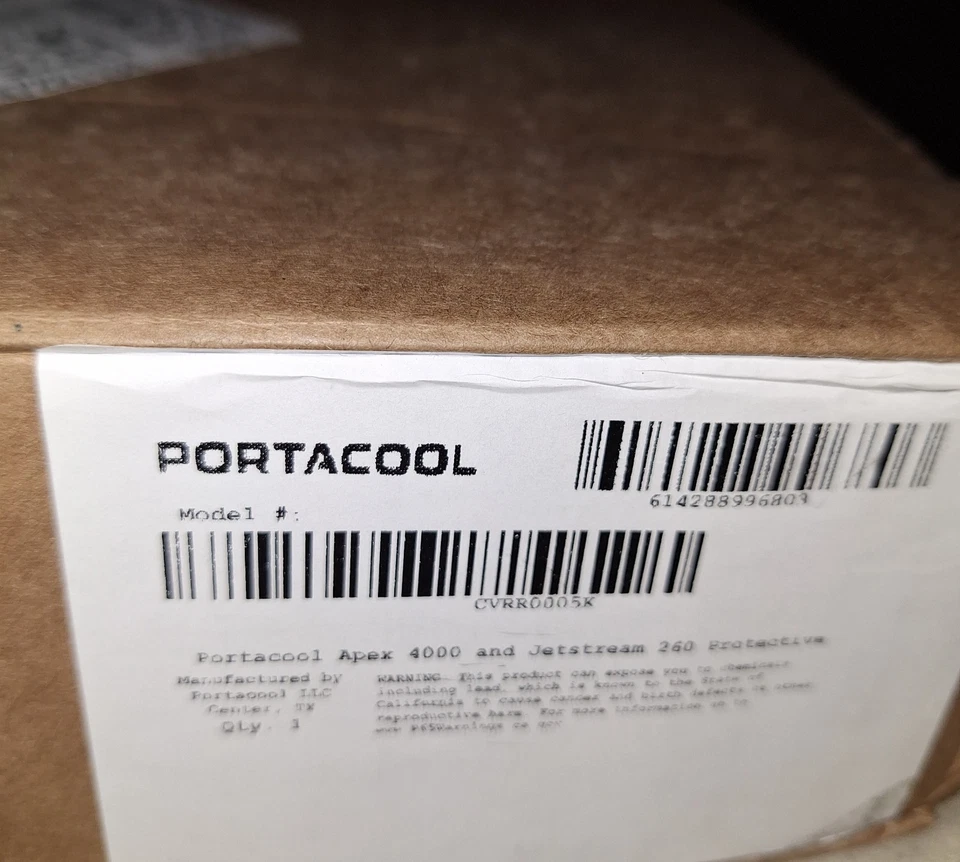 PORTACOOL
614288996803
Model #:
CVRR0005K
Portacool Apex 4000 and Jetstream 260 Protective
Manufactured by
Portacool LLC
Center, TX
Qty. 1
WARNING: This product can expose you to chemicals
including lead, which is known to the State of
California to cause cancer and birth defects or other
reproductive harm. For more information go to
www.P65Warnings.ca.gov